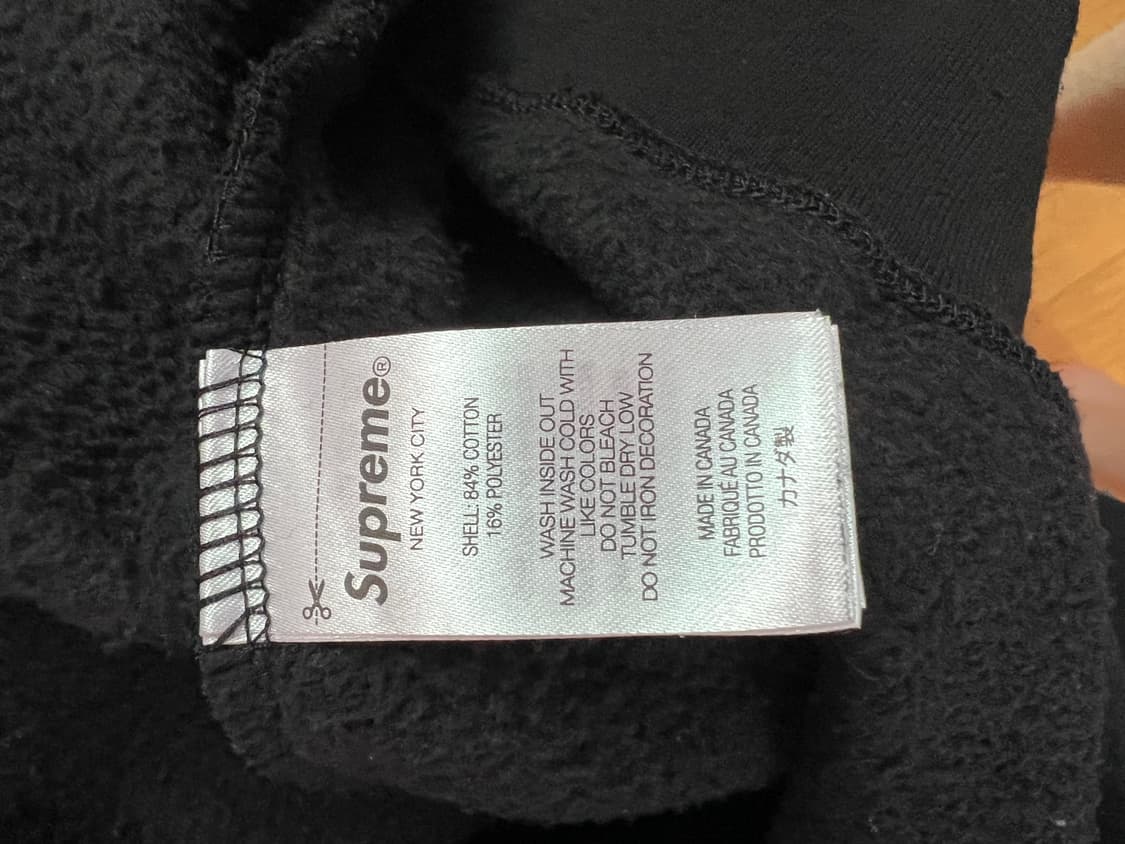 Supreme®
NEW YORK CITY
SHELL: 84% COTTON
16% POLYESTER
WASH INSIDE OUT
MACHINE WASH COLD WITH
LIKE COLORS
DO NOT BLEACH
TUMBLE DRY LOW
DO NOT IRON DECORATION
MADE IN CANADA
FABRIQUÉ AU CANADA
PRODOTTO IN CANADA
カナダ製